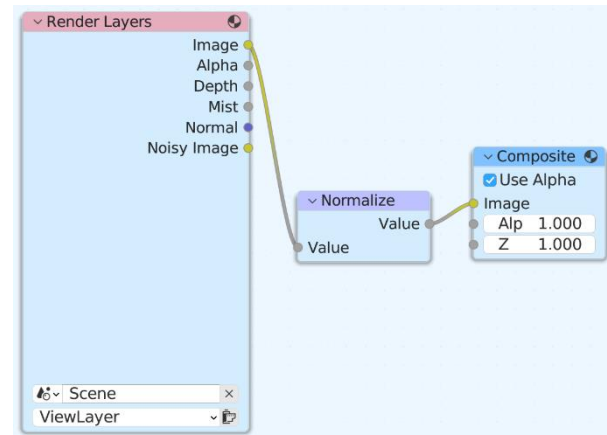 Render Layers
Image
Alpha
Depth
Mist
Normal
Noisy Image
Scene
ViewLayer
Normalize
Value
Value
Composite
Use Alpha
Image
Alp 1.000
Z 1.000